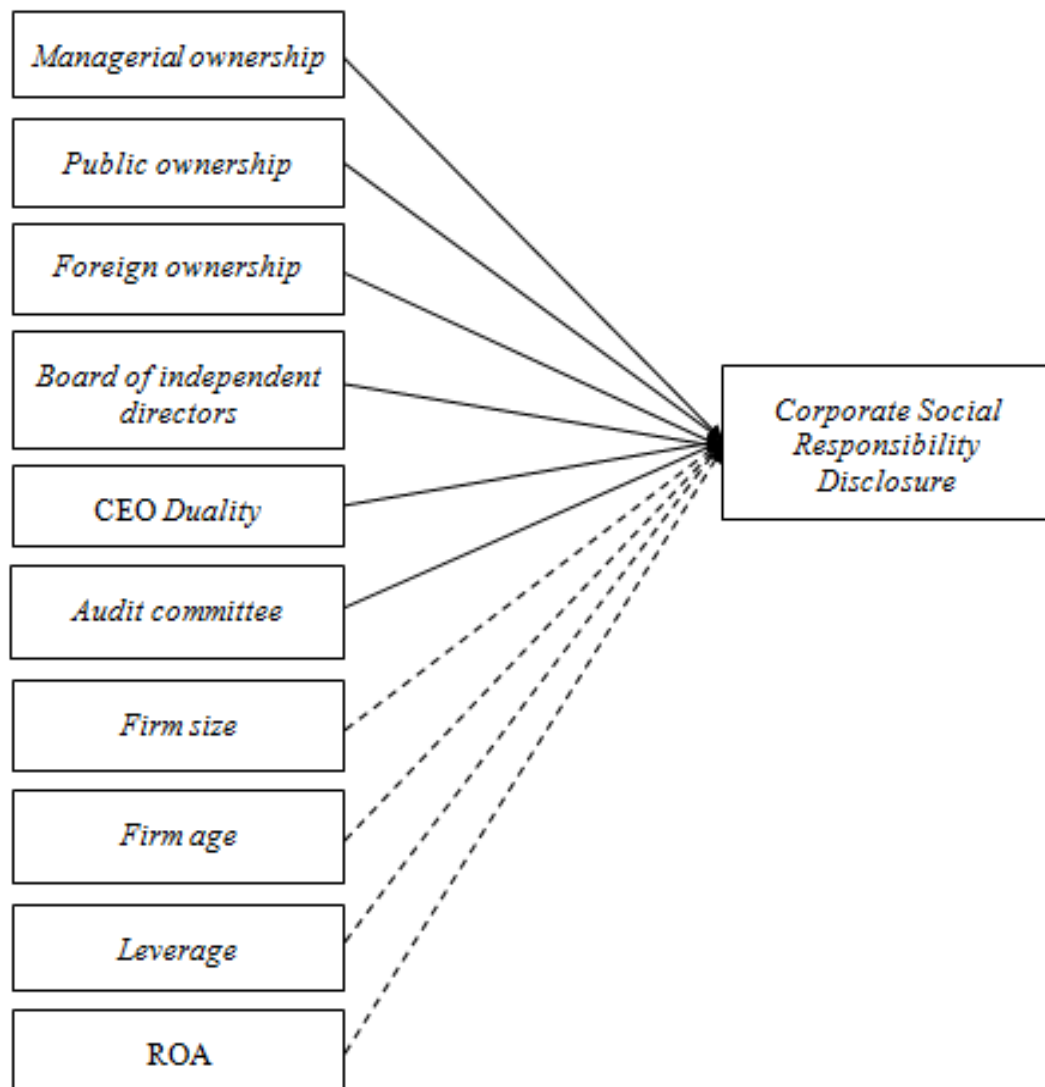 Managerial ownership
Public ownership
Foreign ownership
Board of independent
directors
CEO Duality
Audit committee
Firm size
Firm age
Leverage
ROA
Corporate Social
Responsibility
Disclosure